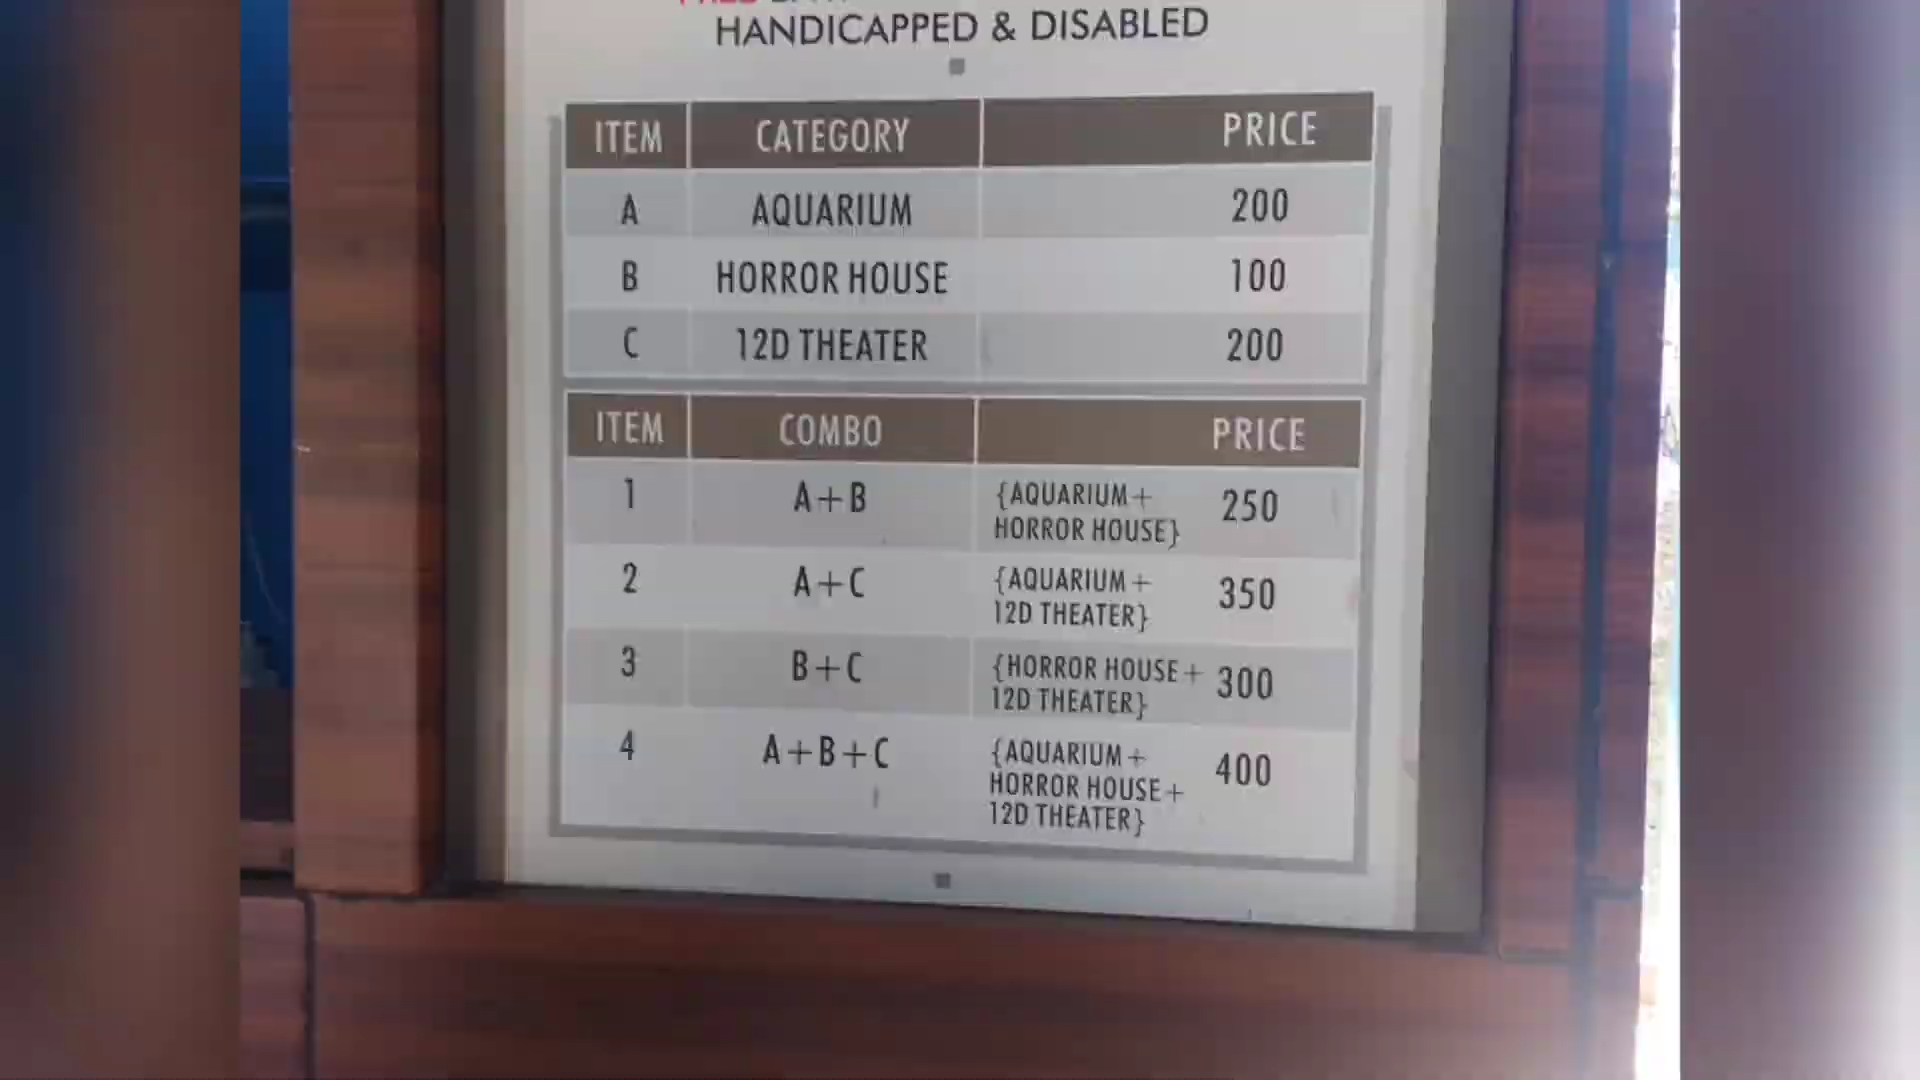 HANDICAPPED & DISABLED
ITEM CATEGORY PRICE
A AQUARIUM 200
B HORROR HOUSE 100
C 12D THEATER 200
ITEM COMBO PRICE
1 A+B {AQUARIUM+ 250
HORROR HOUSE}
2 A+C {AQUARIUM+ 350
12D THEATER}
3 B+C {HORROR HOUSE+ 300
12D THEATER}
4 A+B+C {AQUARIUM+ 400
HORROR HOUSE+
12D THEATER}